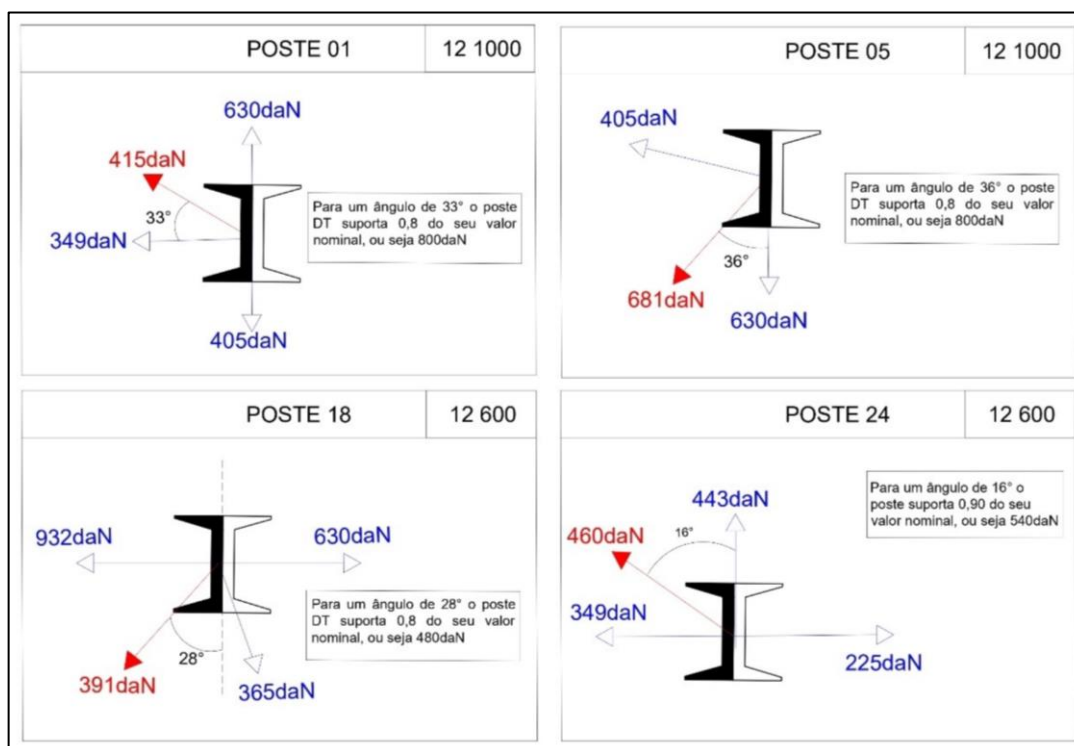 POSTE 01
12 1000
630daN
415daN
33°
349daN
405daN
Para um ângulo de 33° o poste
DT suporta 0,8 do seu valor
nominal, ou seja 800daN
POSTE 05
12 1000
405daN
36°
681daN
630daN
Para um ângulo de 36° o poste
DT suporta 0,8 do seu valor
nominal, ou seja 800daN
POSTE 18
12 600
932daN
630daN
28°
391daN
365daN
Para um ângulo de 28° o poste
DT suporta 0,8 do seu valor
nominal, ou seja 480daN
POSTE 24
12 600
443daN
460daN
16°
349daN
225daN
Para um ângulo de 16° o
poste suporta 0,90 do seu
valor nominal, ou seja 540daN